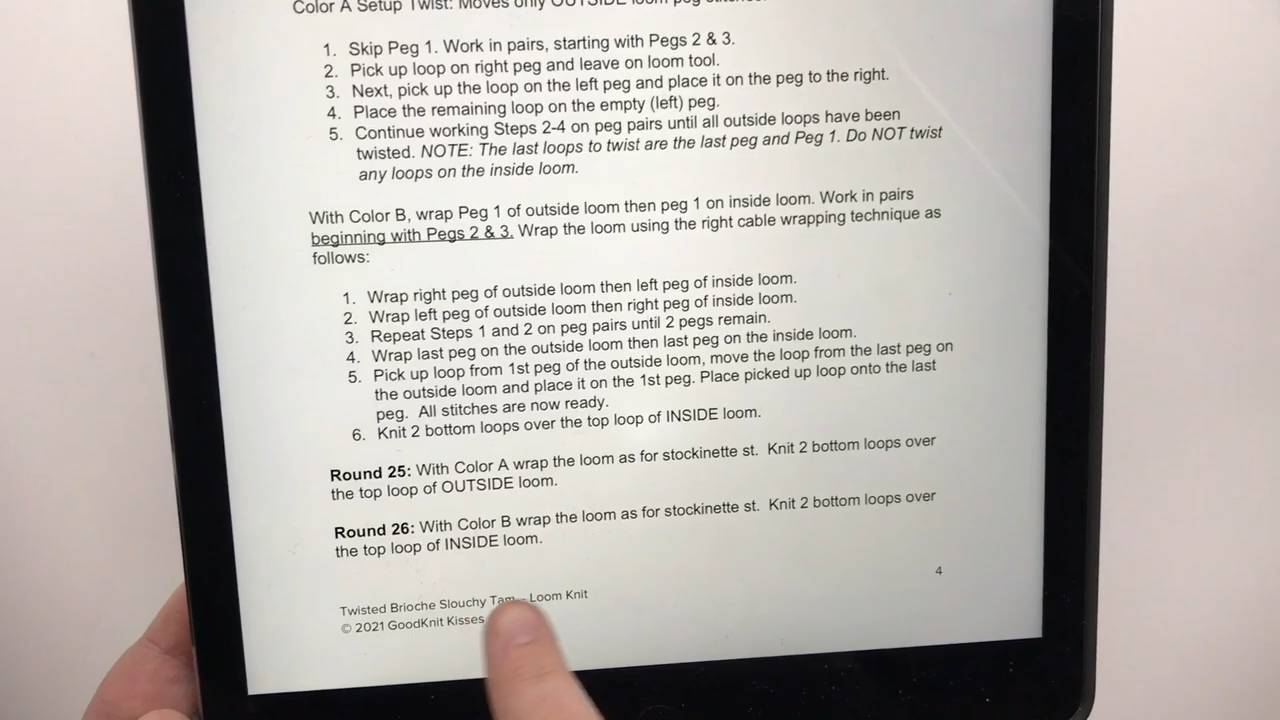 Color A Setup Twist: Moves only OUTSIDE loom peg stitches.
1. Skip Peg 1. Work in pairs, starting with Pegs 2 & 3.
2. Pick up loop on right peg and leave on loom tool.
3. Next, pick up the loop on the left peg and place it on the peg to the right.
4. Place the remaining loop on the empty (left) peg.
5. Continue working Steps 2-4 on peg pairs until all outside loops have been
twisted. NOTE: The last loops to twist are the last peg and Peg 1. Do NOT twist
any loops on the inside loom.
With Color B, wrap Peg 1 of outside loom then peg 1 on inside loom. Work in pairs
beginning with Pegs 2 & 3. Wrap the loom using the right cable wrapping technique as
follows:
1. Wrap right peg of outside loom then left peg of inside loom.
2. Wrap left peg of outside loom then right peg of inside loom.
3. Repeat Steps 1 and 2 on peg pairs until 2 pegs remain.
4. Wrap last peg on the outside loom then last peg on the inside loom.
5. Pick up loop from 1st peg of the outside loom, move the loop from the last peg on
the outside loom and place it on the 1st peg. Place picked up loop onto the last
peg. All stitches are now ready.
6. Knit 2 bottom loops over the top loop of INSIDE loom.
Round 25: With Color A wrap the loom as for stockinette st. Knit 2 bottom loops over
the top loop of OUTSIDE loom.
Round 26: With Color B wrap the loom as for stockinette st. Knit 2 bottom loops over
the top loop of INSIDE loom.
4
Twisted Brioche Slouchy Tam - Loom Knit
© 2021 GoodKnit Kisses